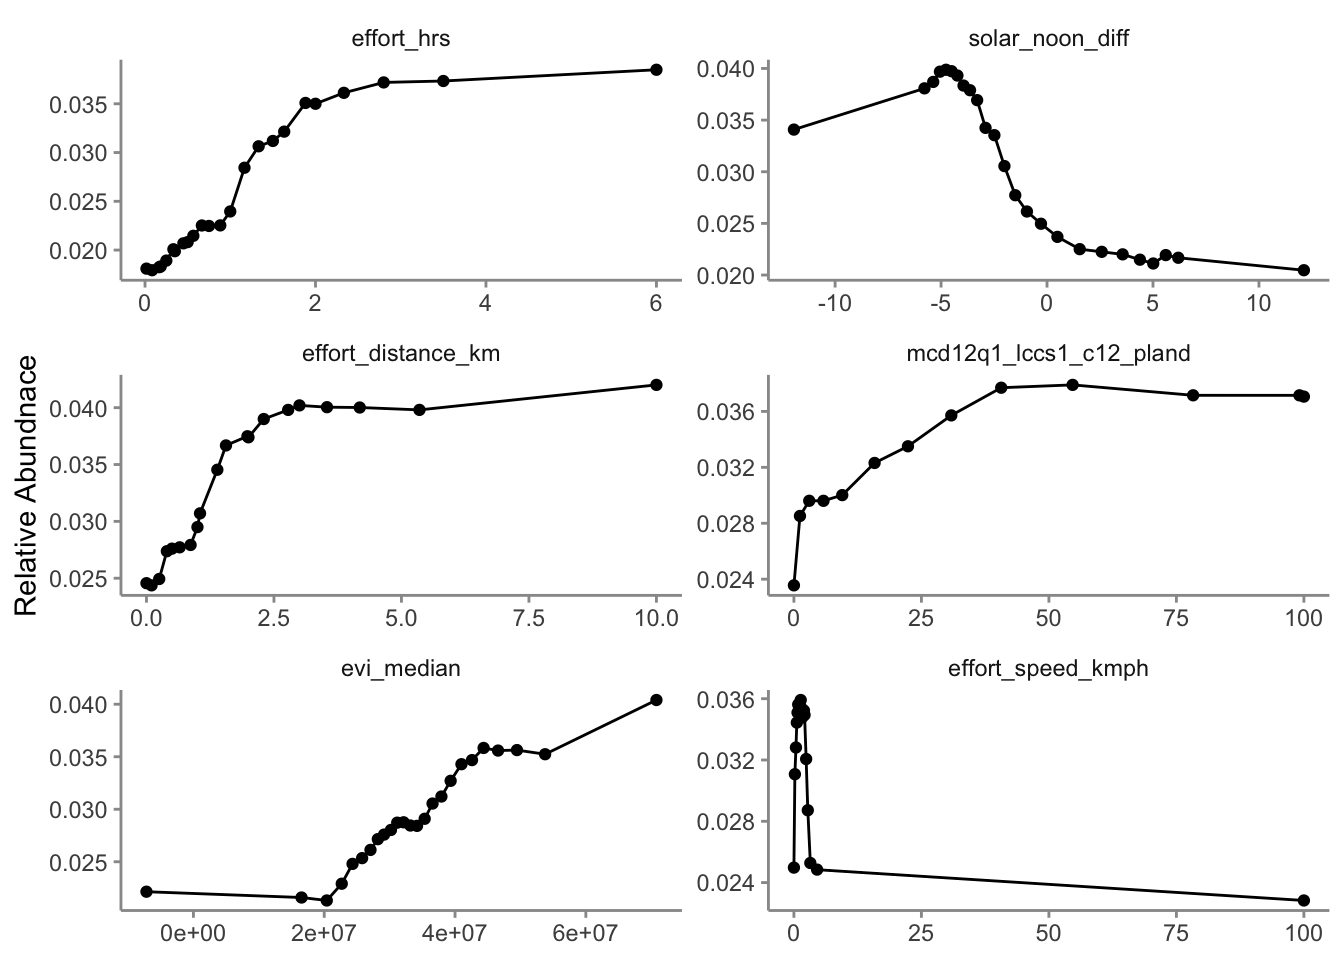 effort_hrs
0.035
0.030
0.025
0.020
0 2 4 6
solar_noon_diff
0.040
0.035
0.030
0.025
0.020
-10 -5 0 5 10
Relative Abundnace
effort_distance_km
0.040
0.035
0.030
0.025
0.0 2.5 5.0 7.5 10.0
mcd12q1_lccs1_c12_pland
0.036
0.032
0.028
0.024
0 25 50 75 100
evi_median
0.040
0.035
0.030
0.025
0e+00 2e+07 4e+07 6e+07
effort_speed_kmph
0.036
0.032
0.028
0.024
0 25 50 75 100